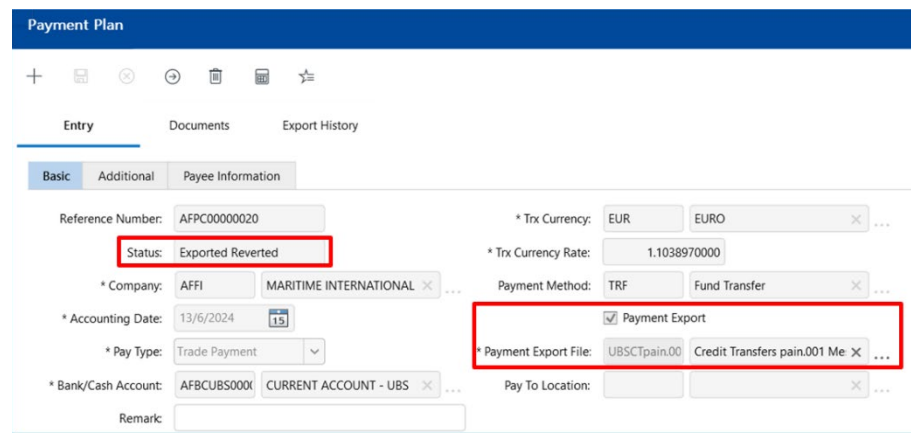 Payment Plan
Entry Documents Export History
Basic Additional Payee Information
Reference Number: AFPC00000020 * Trx Currency: EUR EURO ...
Status: Exported Reverted * Trx Currency Rate: 1.1038970000
* Company: AFFI MARITIME INTERNATIONAL ... Payment Method: TRF Fund Transfer ...
* Accounting Date: 13/6/2024 15 Payment Export
* Pay Type: Trade Payment * Payment Export File: UBSCTpain.00 Credit Transfers pain.001 Me ...
* Bank/Cash Account: AFBCUBS000( CURRENT ACCOUNT - UBS ... Pay To Location: ...
Remark: